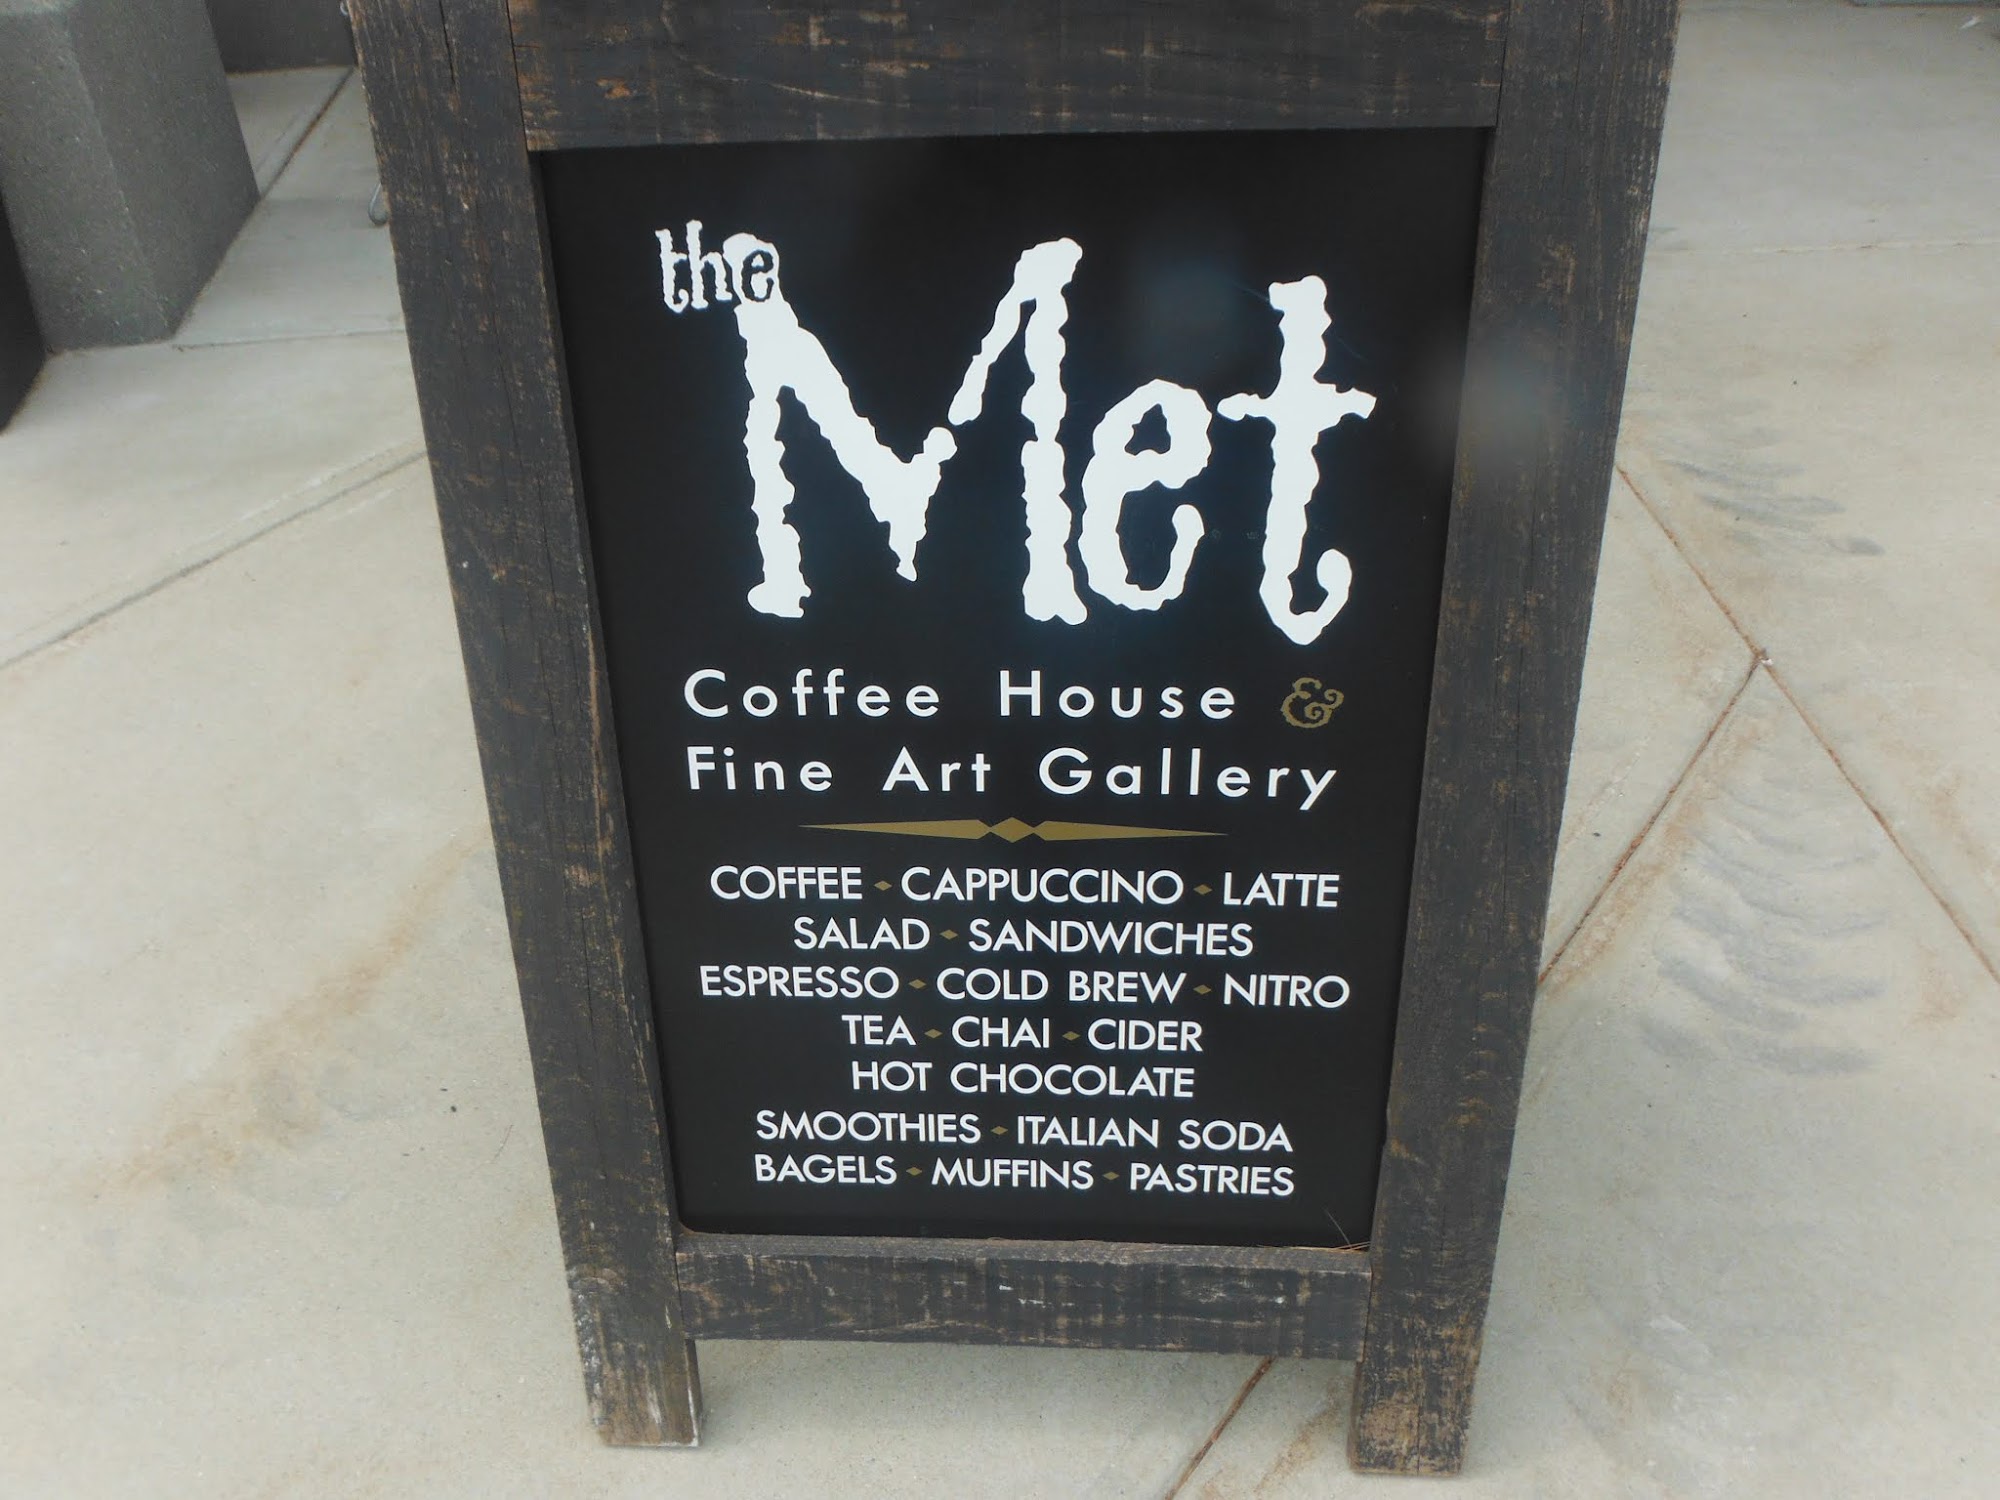 the Met
Coffee House &
Fine Art Gallery
COFFEE ⬩ CAPPUCCINO ⬩ LATTE
SALAD ⬩ SANDWICHES
ESPRESSO ⬩ COLD BREW ⬩ NITRO
TEA ⬩ CHAI ⬩ CIDER
HOT CHOCOLATE
SMOOTHIES ⬩ ITALIAN SODA
BAGELS ⬩ MUFFINS ⬩ PASTRIES